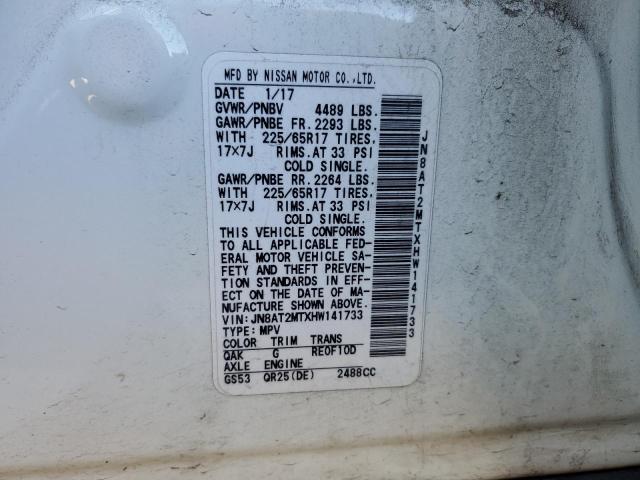 MFD BY NISSAN MOTOR CO.,LTD.
DATE 1/17
GVWR/PNBV 4489 LBS.
GAWR/PNBE FR. 2293 LBS.
WITH 225/65R17 TIRES.
17X7J RIMS.AT 33 PSI
COLD SINGLE.
GAWR/PNBE RR. 2264 LBS.
WITH 225/65R17 TIRES.
17X7J RIMS.AT 33 PSI
COLD SINGLE.
THIS VEHICLE CONFORMS
TO ALL APPLICABLE FED-
ERAL MOTOR VEHICLE SA-
FETY AND THEFT PREVEN-
TION STANDARDS IN EFF-
ECT ON THE DATE OF MA-
NUFACTURE SHOWN ABOVE.
VIN:JN8AT2MTXHW141733
TYPE:MPV
COLOR TRIM TRANS
QAK G RE0F10D
AXLE ENGINE
GS53 QR25(DE) 2488CC
JN8AT2MTXHW141733